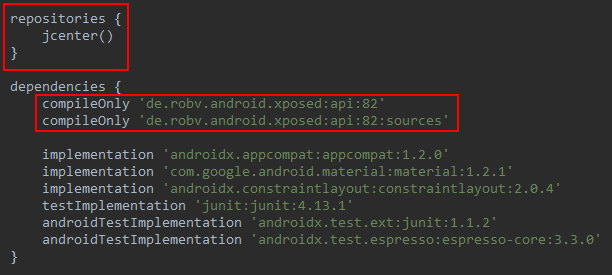 repositories {
    jcenter()
}
dependencies {
    compileOnly 'de.robv.android.xposed:api:82'
    compileOnly 'de.robv.android.xposed:api:82:sources'
    implementation 'androidx.appcompat:appcompat:1.2.0'
    implementation 'com.google.android.material:material:1.2.1'
    implementation 'androidx.constraintlayout:constraintlayout:2.0.4'
    testImplementation 'junit:junit:4.13.1'
    androidTestImplementation 'androidx.test.ext:junit:1.1.2'
    androidTestImplementation 'androidx.test.espresso:espresso-core:3.3.0'
}